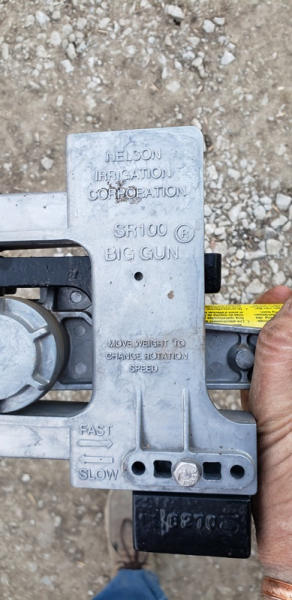 NELSON
IRRIGATION
CORPORATION
SR100 ®
BIG GUN
MOVE WEIGHT TO
CHANGE ROTATION
SPEED
FAST
SLOW